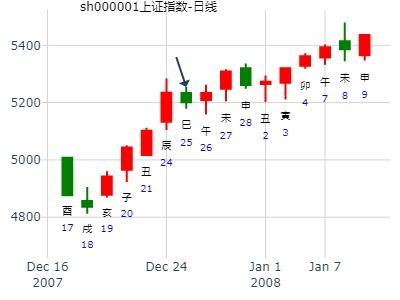 sh000001上证指数-日线
5400
5200
5000
4800
酉
17
戌
18
亥
19
子
20
丑
21
辰
24
巳
25
午
26
未
27
申
28
丑
2
寅
3
卯
4
午
7
未
8
申
9
Dec 16
2007
Dec 24
Jan 1
2008
Jan 7